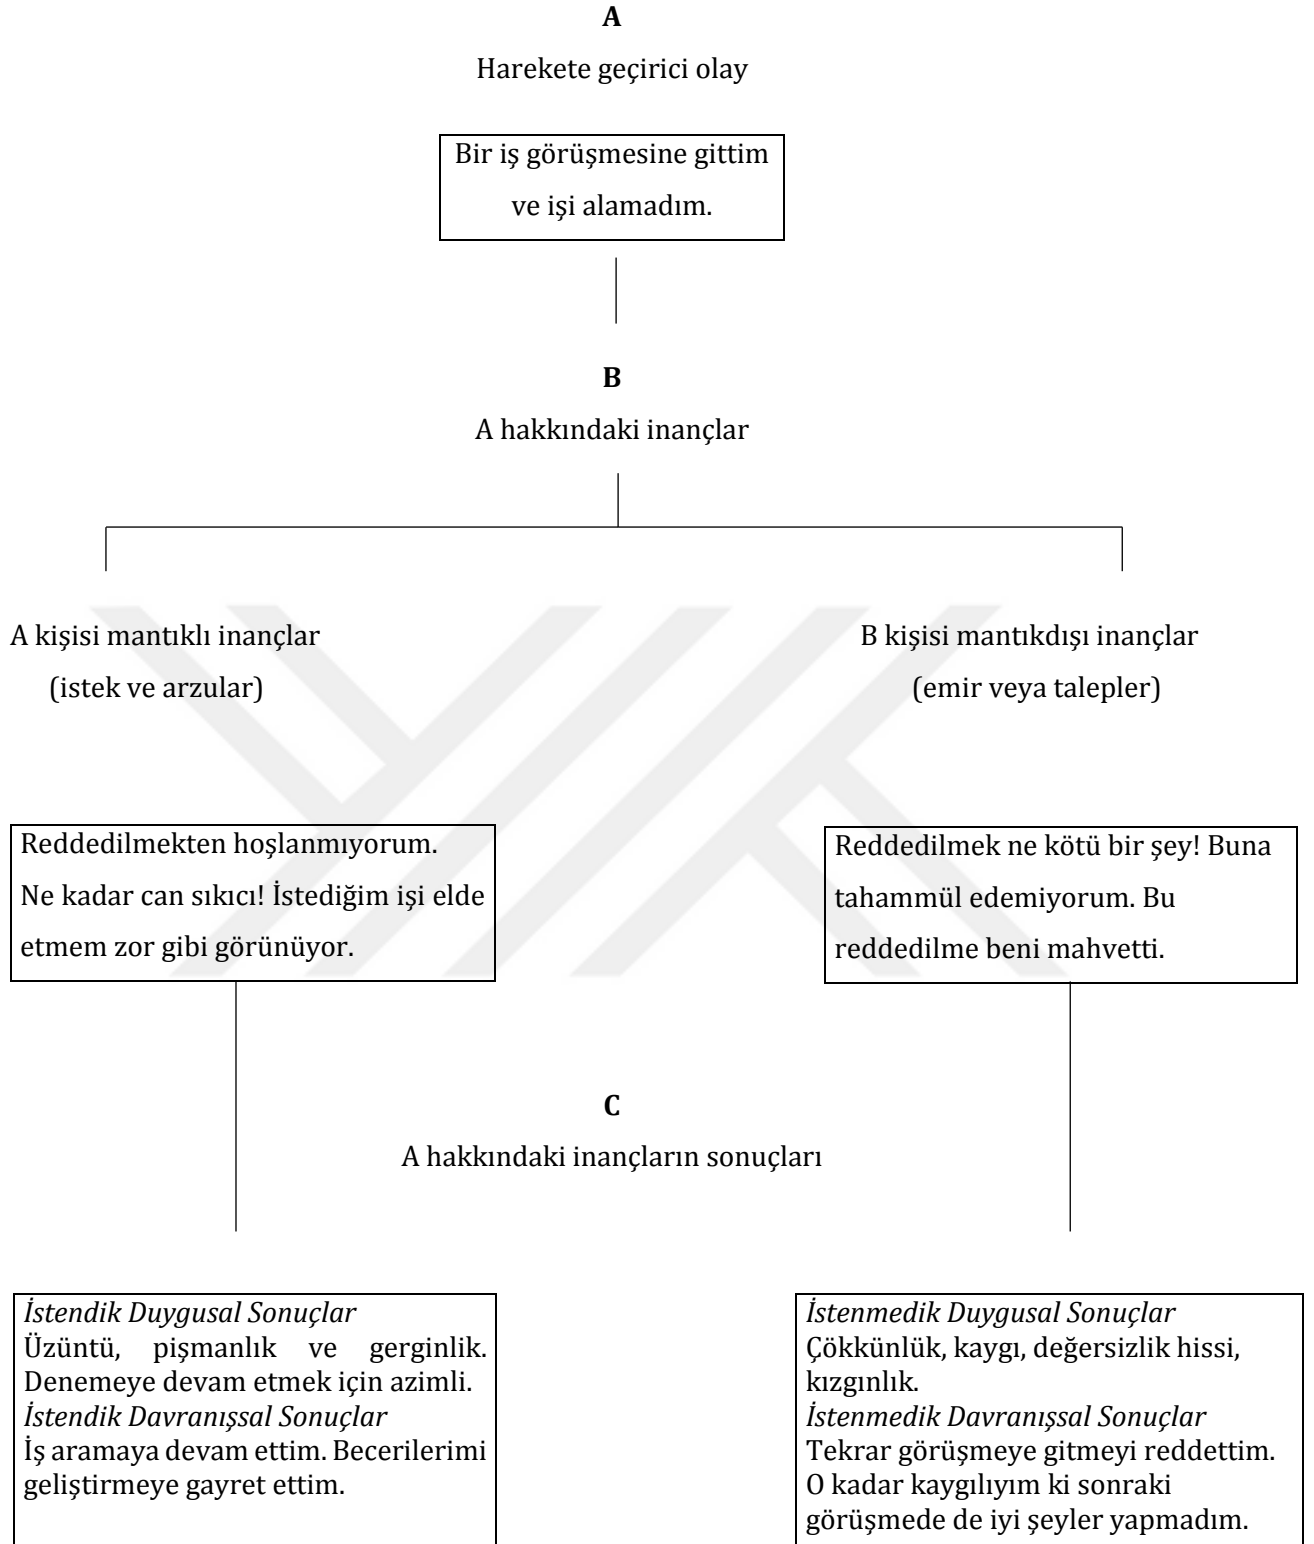 A
Harekete geçirici olay
Bir iş görüşmesine gittim
ve işi alamadım.
B
A hakkındaki inançlar
A kişisi mantıklı inançlar
(istek ve arzular)
B kişisi mantıkdışı inançlar
(emir veya talepler)
Reddedilmekten hoşlanmıyorum.
Ne kadar can sıkıcı! İstediğim işi elde
etmem zor gibi görünüyor.
Reddedilmek ne kötü bir şey! Buna
tahammül edemiyorum. Bu
reddedilme beni mahvetti.
C
A hakkındaki inançların sonuçları
İstendik Duygusal Sonuçlar
Üzüntü, pişmanlık ve gerginlik.
Denemeye devam etmek için azimli.
İstendik Davranışsal Sonuçlar
İş aramaya devam ettim. Becerilerimi
geliştirmeye gayret ettim.
İstenmedik Duygusal Sonuçlar
Çökkünlük, kaygı, değersizlik hissi,
kızgınlık.
İstenmedik Davranışsal Sonuçlar
Tekrar görüşmeye gitmeyi reddettim.
O kadar kaygılıyım ki sonraki
görüşmede de iyi şeyler yapmadım.